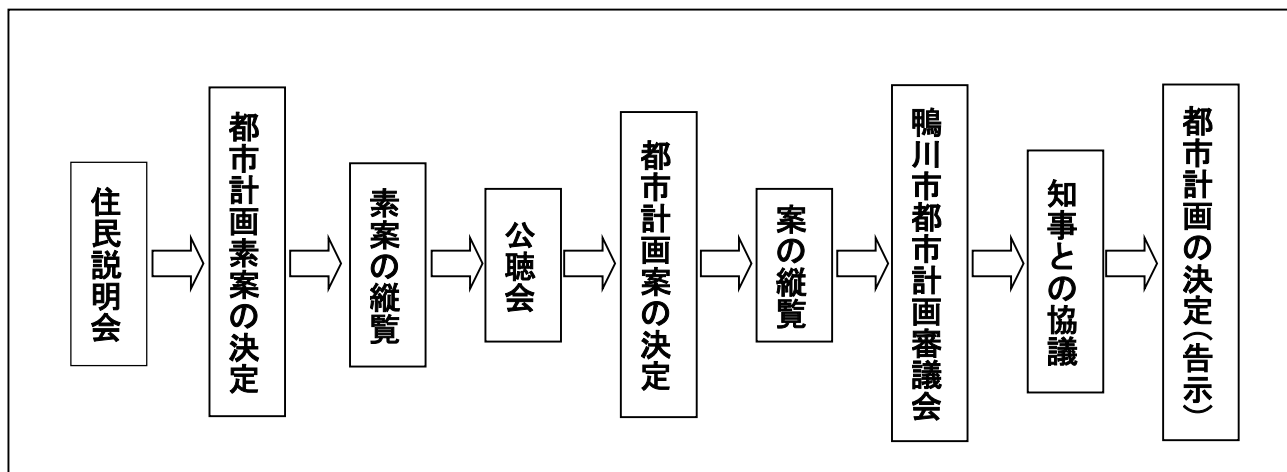 住民説明会
都市計画素案の決定
素案の縦覧
公聴会
都市計画案の決定
案の縦覧
鴨川市都市計画審議会
知事との協議
都市計画の決定（告示）